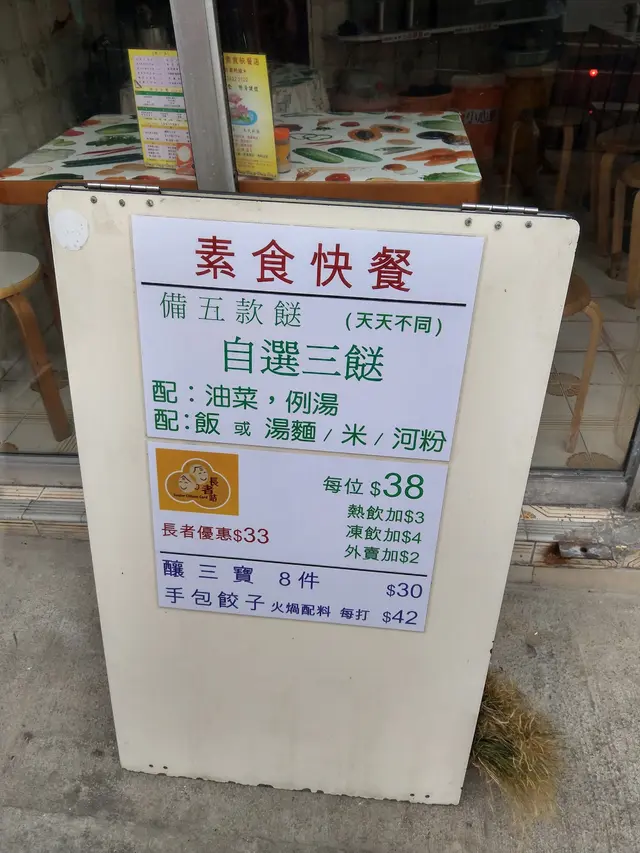 素食快餐
備五款餸 (天天不同)
自選三餸
配：油菜，例湯
配:飯 或 湯麵 / 米 / 河粉
長者咭
每位 $38
熱飲加$3
長者優惠$33
凍飲加$4
外賣加$2
釀三寶 8件 $30
手包餃子 火鍋配料 每打 $42